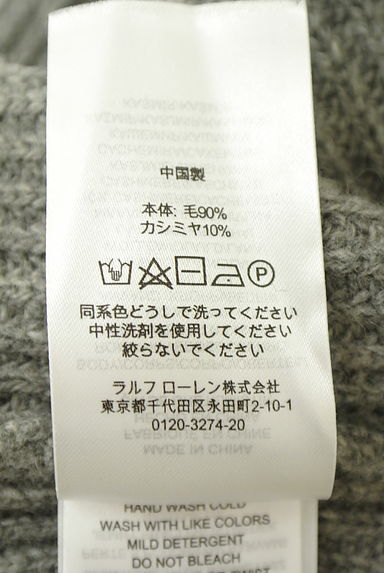 中国製
本体: 毛90%
カシミヤ10%
P
同系色どうしで洗ってください
中性洗剤を使用してください
絞らないでください
ラルフ ローレン株式会社
東京都千代田区永田町2-10-1
0120-3274-20
HAND WASH COLD
WASH WITH LIKE COLORS
MILD DETERGENT
DO NOT BLEACH